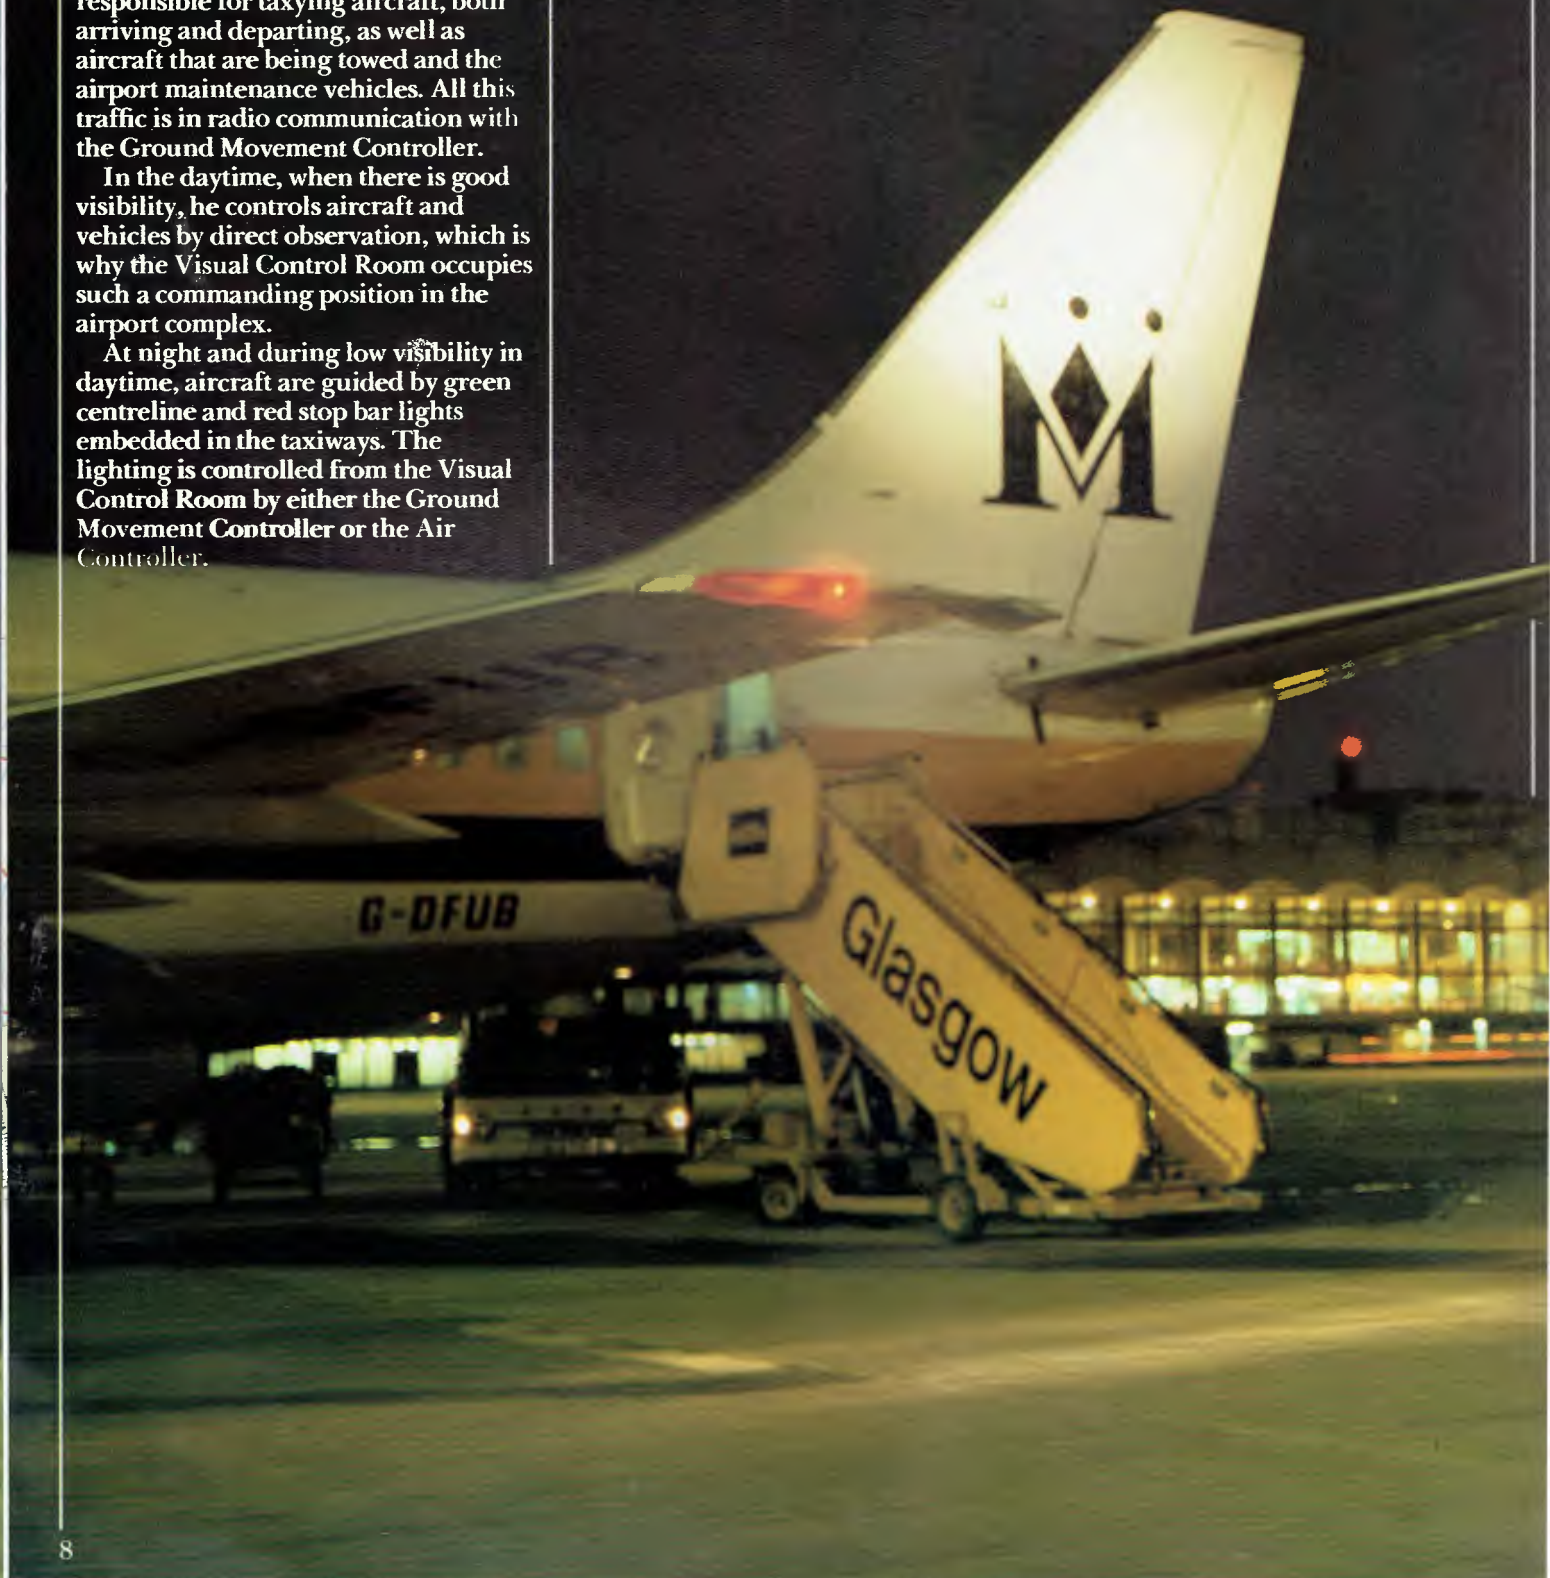 responsible for taxying aircraft, both
arriving and departing, as well as
aircraft that are being towed and the
airport maintenance vehicles. All this
traffic is in radio communication with
the Ground Movement Controller.
In the daytime, when there is good
visibility, he controls aircraft and
vehicles by direct observation, which is
why the Visual Control Room occupies
such a commanding position in the
airport complex.
At night and during low visibility in
daytime, aircraft are guided by green
centreline and red stop bar lights
embedded in the taxiways. The
lighting is controlled from the Visual
Control Room by either the Ground
Movement Controller or the Air
Controller.
M
G-DFUB
Glasgow
8